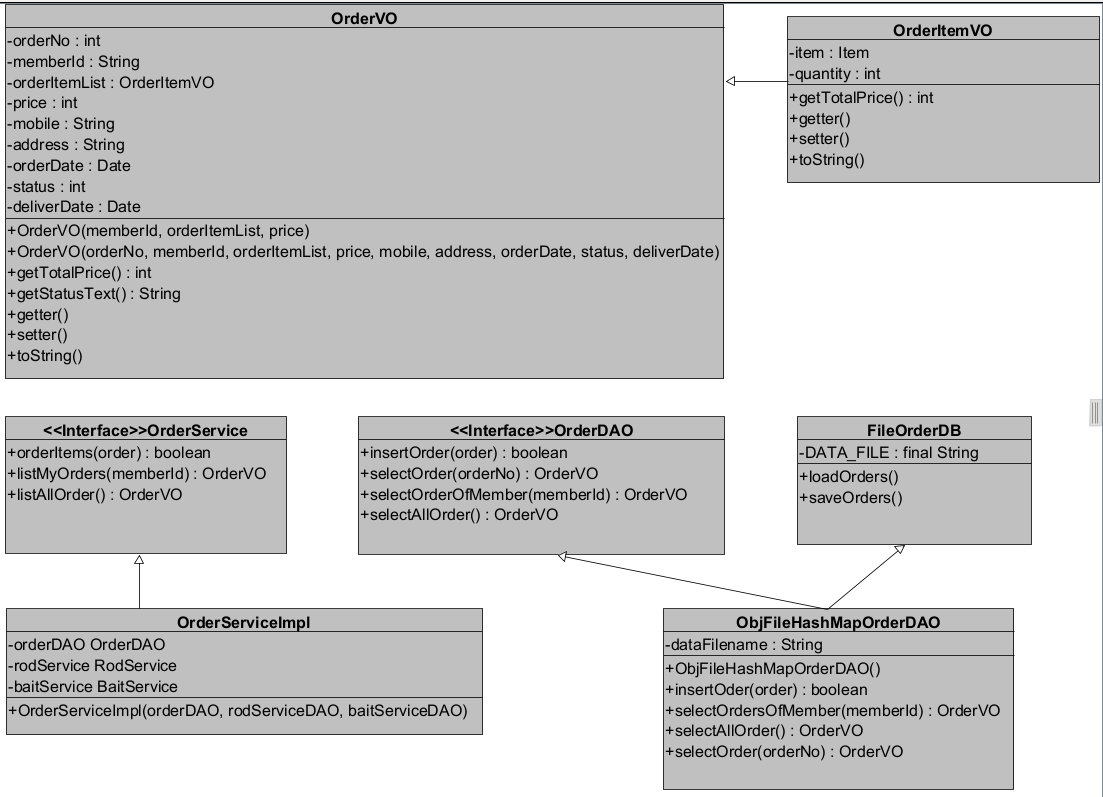 OrderVO
-orderNo : int
-memberId : String
-orderItemList : OrderItemVO
-price : int
-mobile : String
-address : String
-orderDate : Date
-status : int
-deliverDate : Date
+OrderVO(memberId, orderItemList, price)
+OrderVO(orderNo, memberId, orderItemList, price, mobile, address, orderDate, status, deliverDate)
+getTotalPrice() : int
+getStatusText() : String
+getter()
+setter()
+toString()
OrderItemVO
-item : Item
-quantity : int
+getTotalPrice() : int
+getter()
+setter()
+toString()
<<Interface>>OrderService
+orderItems(order) : boolean
+listMyOrders(memberId) : OrderVO
+listAllOrder() : OrderVO
<<Interface>>OrderDAO
+insertOrder(order) : boolean
+selectOrder(orderNo) : OrderVO
+selectOrderOfMember(memberId) : OrderVO
+selectAllOrder() : OrderVO
FileOrderDB
-DATA_FILE : final String
+loadOrders()
+saveOrders()
OrderServiceImpl
-orderDAO OrderDAO
-rodService RodService
-baitService BaitService
+OrderServiceImpl(orderDAO, rodServiceDAO, baitServiceDAO)
ObjFileHashMapOrderDAO
-dataFilename : String
+ObjFileHashMapOrderDAO()
+insertOder(order) : boolean
+selectOrdersOfMember(memberId) : OrderVO
+selectAllOrder() : OrderVO
+selectOrder(orderNo) : OrderVO